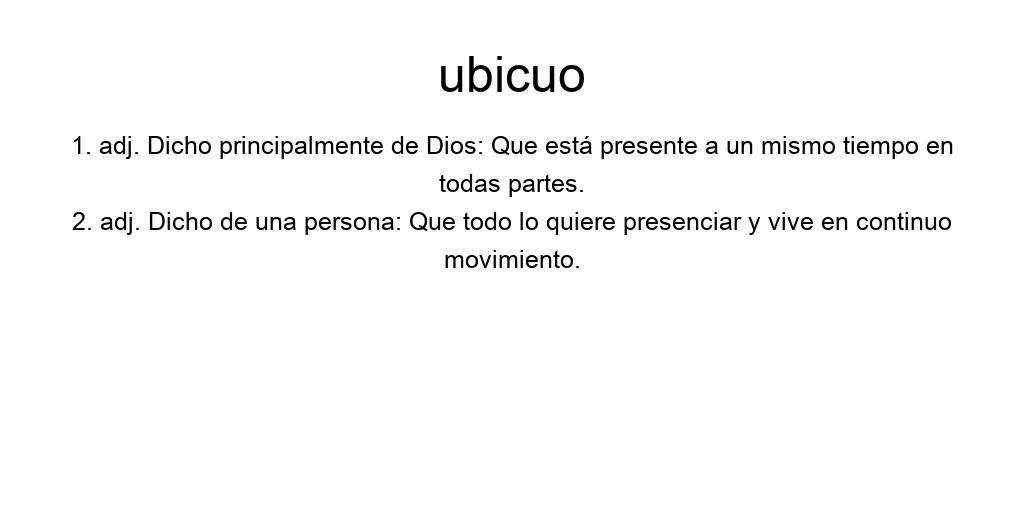 ubicuo
1. adj. Dicho principalmente de Dios: Que está presente a un mismo tiempo en
todas partes.
2. adj. Dicho de una persona: Que todo lo quiere presenciar y vive en continuo
movimiento.